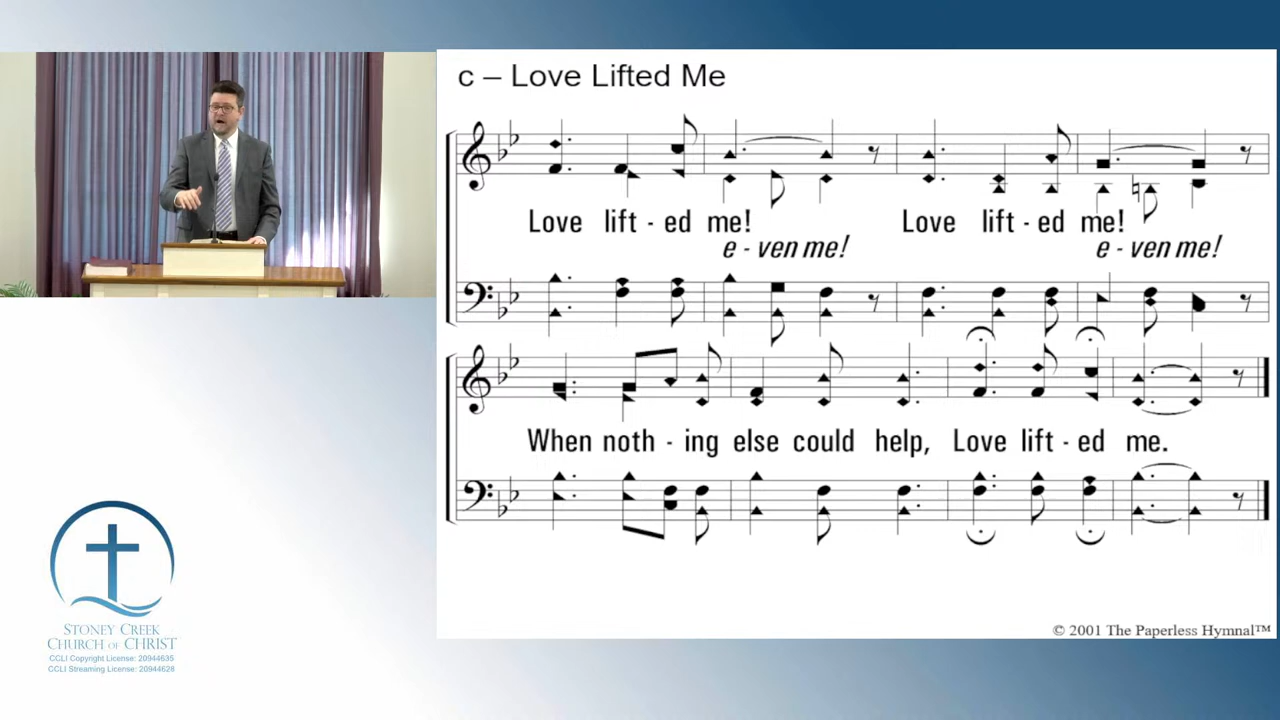 c – Love Lifted Me
Love lift - ed me! Love lift - ed me!
e - ven me! e - ven me!
When noth - ing else could help, Love lift - ed me.
© 2001 The Paperless Hymnal™
STONEY CREEK
CHURCH OF CHRIST
CCLI Copyright License: 20944635
CCLI Streaming License: 20944628